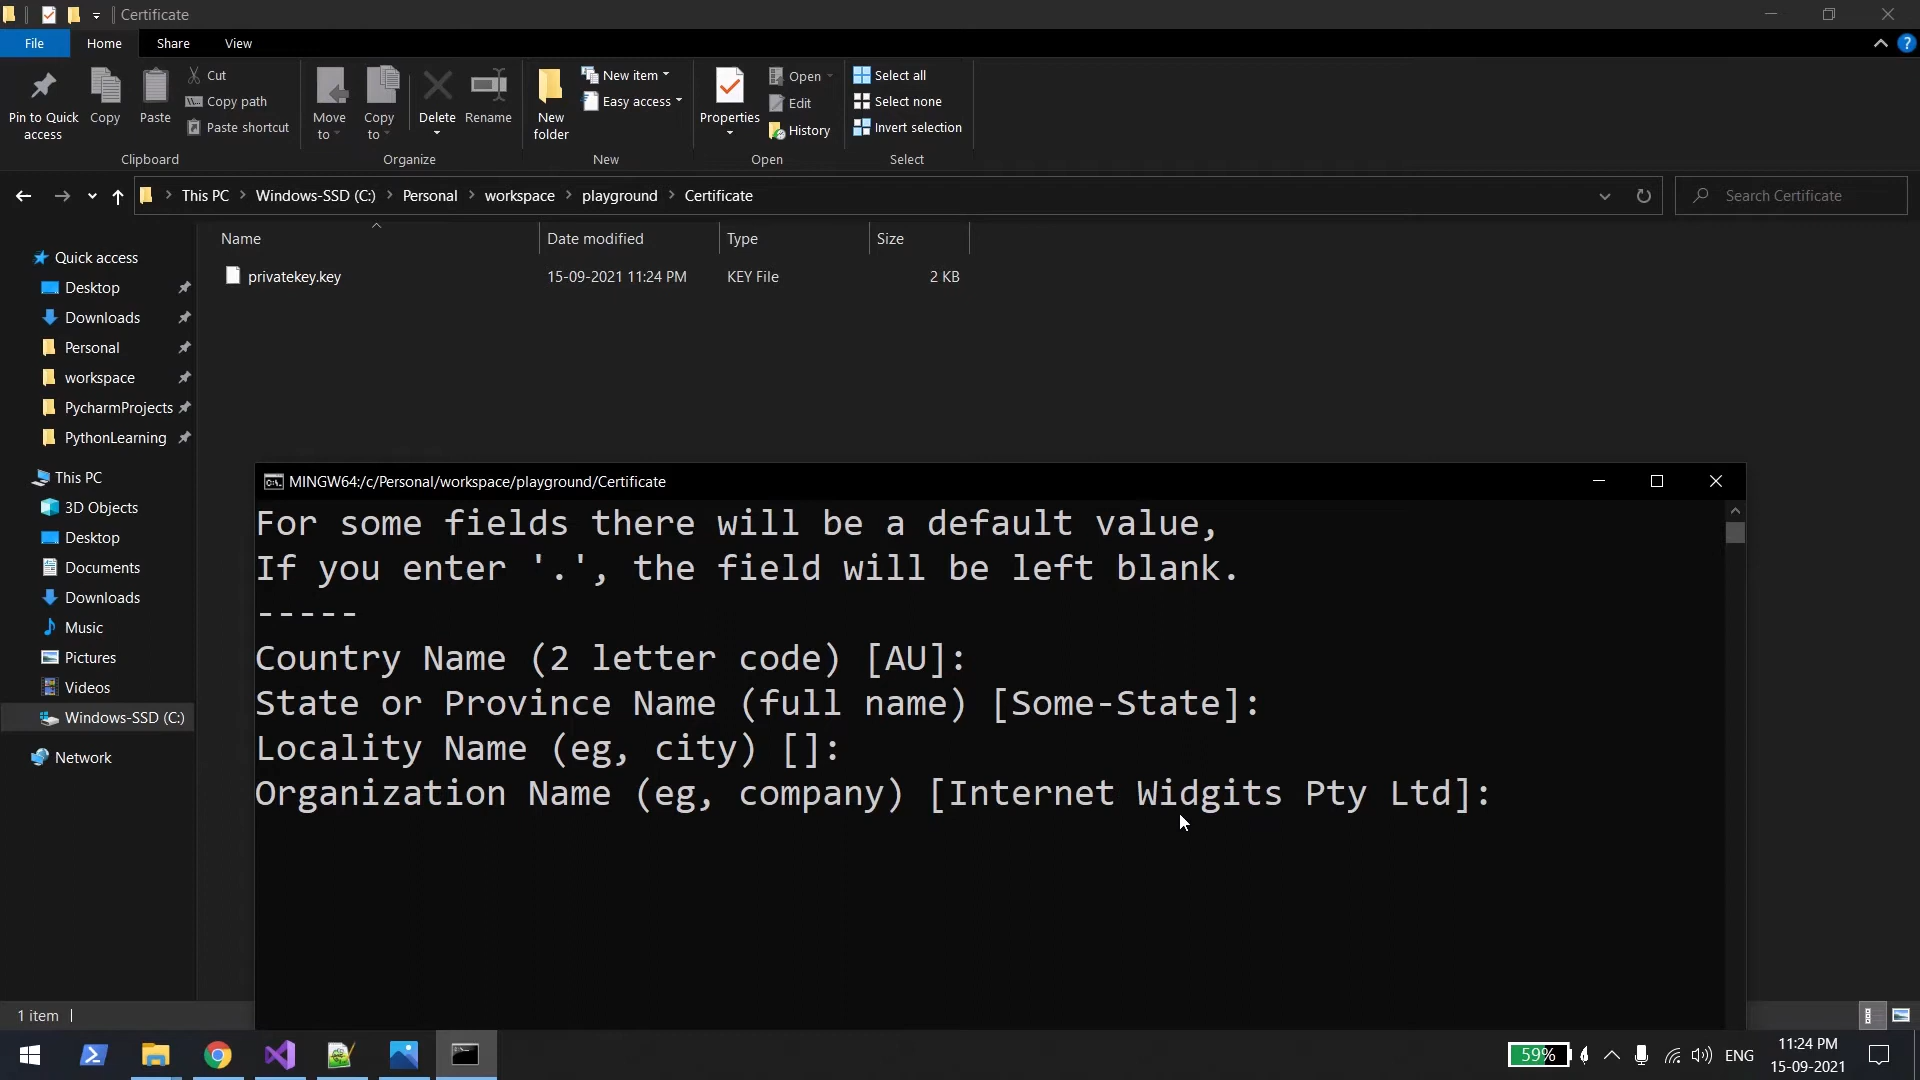 Certificate
File
Home
Share
View
Pin to Quick
access
Copy
Paste
Cut
Copy path
Paste shortcut
Clipboard
Move
to
Copy
to
Delete
Rename
Organize
New
folder
New item
Easy access
New
Properties
Open
Edit
History
Open
Select all
Select none
Invert selection
Select
This PC
Windows-SSD (C:)
Personal
workspace
playground
Certificate
Search Certificate
Name
Date modified
Type
Size
privatekey.key
15-09-2021 11:24 PM
KEY File
2 KB
Quick access
Desktop
Downloads
Personal
workspace
PycharmProjects
PythonLearning
This PC
3D Objects
Desktop
Documents
Downloads
Music
Pictures
Videos
Windows-SSD (C:)
Network
MINGW64:/c/Personal/workspace/playground/Certificate
For some fields there will be a default value,
If you enter '.', the field will be left blank.
-----
Country Name (2 letter code) [AU]:
State or Province Name (full name) [Some-State]:
Locality Name (eg, city) []:
Organization Name (eg, company) [Internet Widgits Pty Ltd]:
1 item
59%
ENG
11:24 PM
15-09-2021